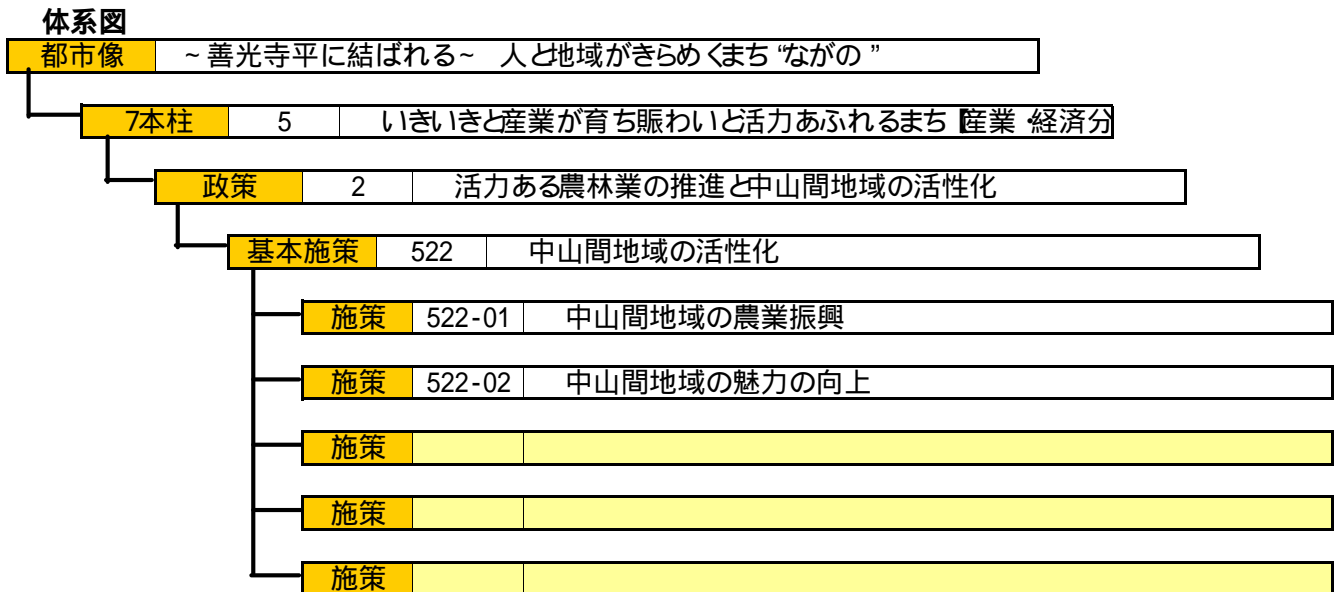 体系図
都市像 ~善光寺平に結ばれる~ 人と地域がきらめくまち “ながの ”
7本柱 5 いきいきと産業が育ち賑わいと活力あふれるまち 【産業・経済分
政策 2 活力ある農林業の推進と中山間地域の活性化
基本施策 522 中山間地域の活性化
施策 522-01 中山間地域の農業振興
施策 522-02 中山間地域の魅力の向上
施策
施策
施策